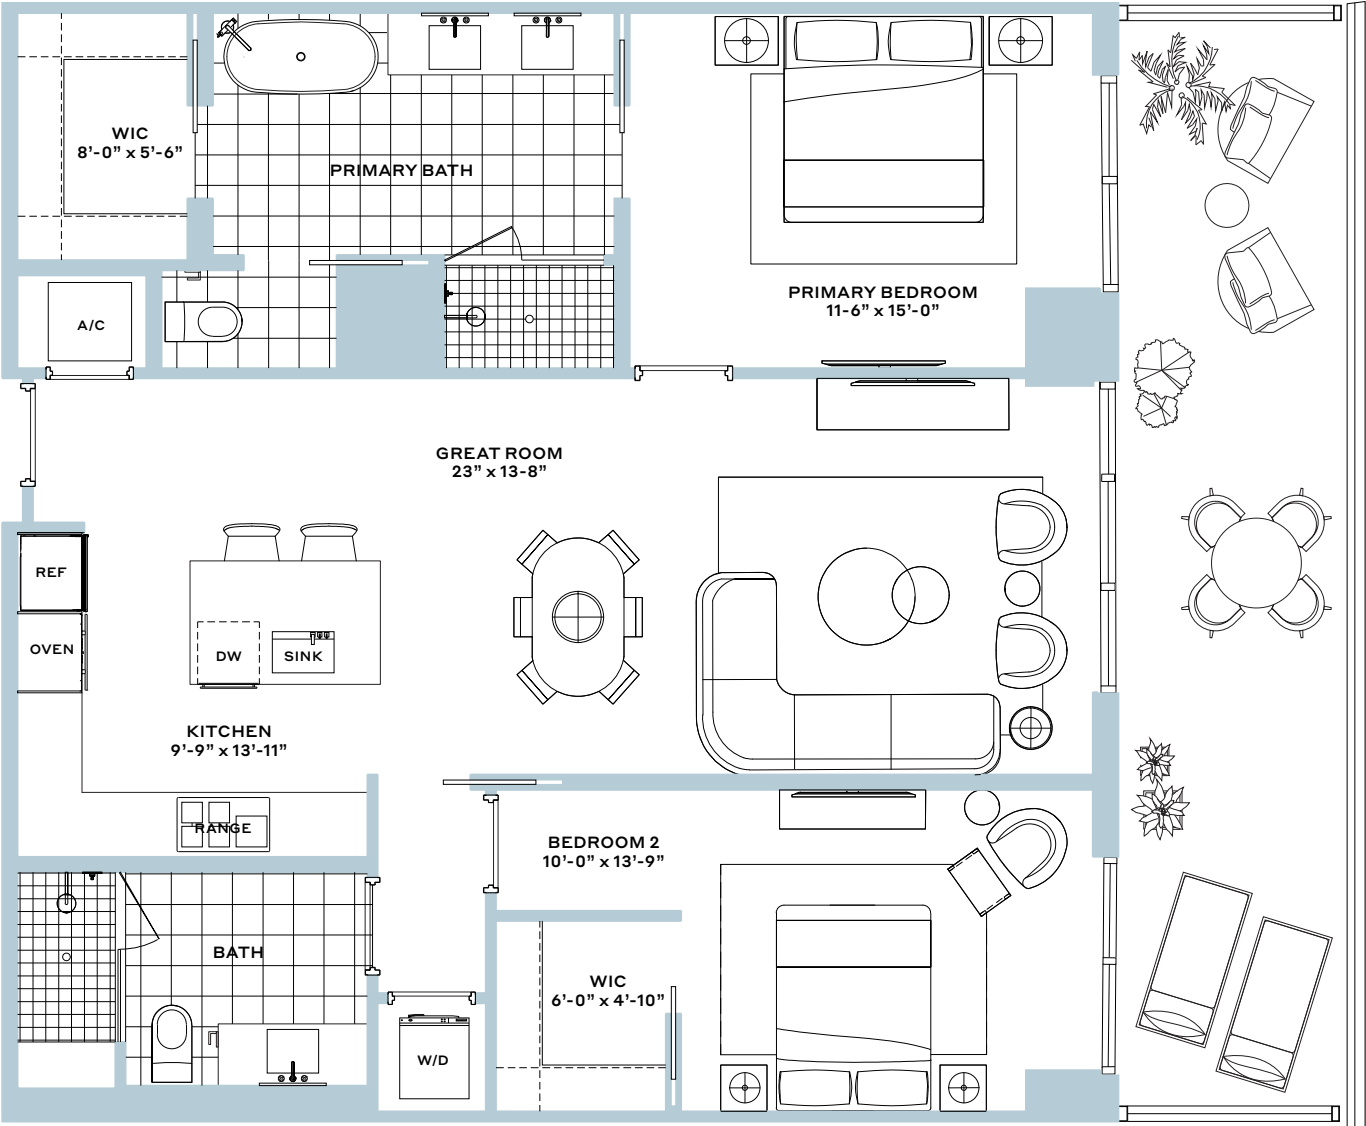 WIC
8’-0” x 5’-6”
PRIMARY BATH
PRIMARY BEDROOM
11-6” x 15’-0”
A/C
GREAT ROOM
23” x 13-8”
REF
OVEN
DW
SINK
KITCHEN
9’-9” x 13’-11”
RANGE
BEDROOM 2
10’-0” x 13’-9”
BATH
WIC
6’-0” x 4’-10”
W/D